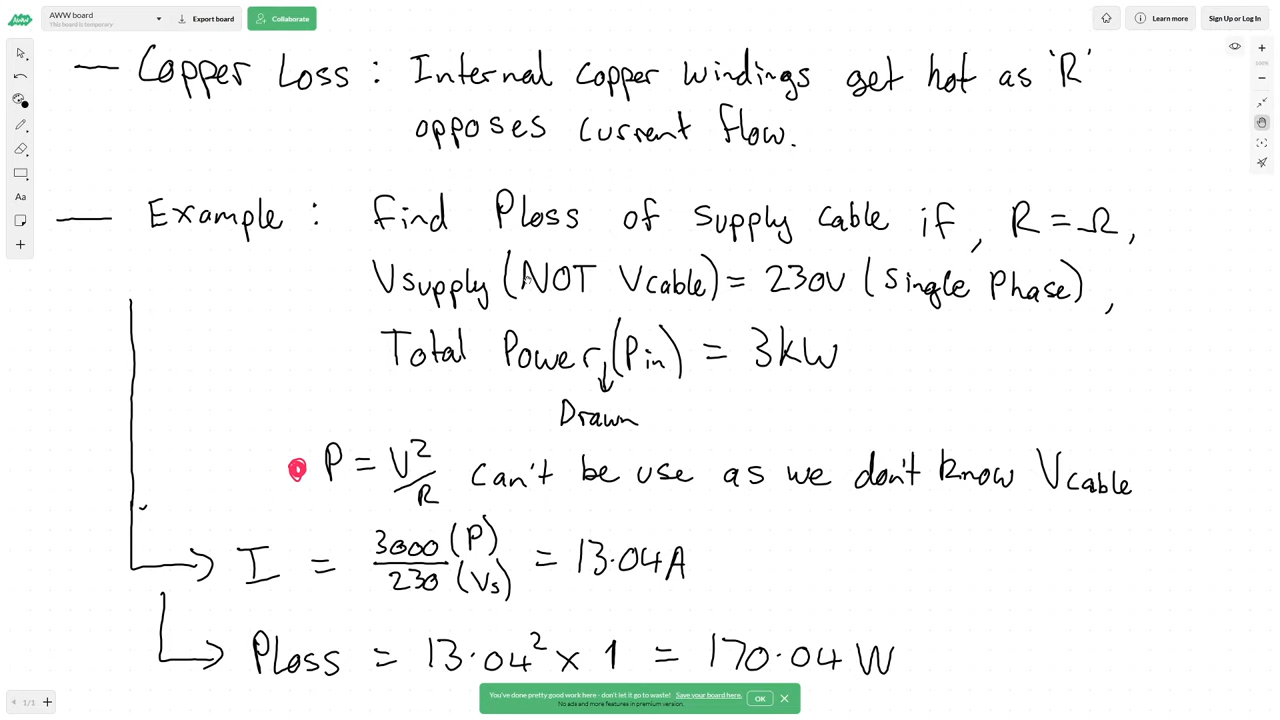 AWW board
This board is temporary
Export board
Collaborate
Learn more
Sign Up or Log In
— Copper Loss : Internal copper windings get hot as 'R'
opposes current flow.
100%
Aa
— Example : Find Ploss of supply cable if, R = Ω,
Vsupply (NOT Vcable) = 230V (Single Phase),
Total Power (Pin) = 3kW
Drawn
P = V²/R can't be use as we don't know Vcable
I = 3000 (P) / 230 (Vs) = 13.04A
Ploss = 13.04² x 1 = 170.04 W
You've done pretty good work here - don't let it go to waste! Save your board here.
No ads and more features in premium version.
OK
1/1